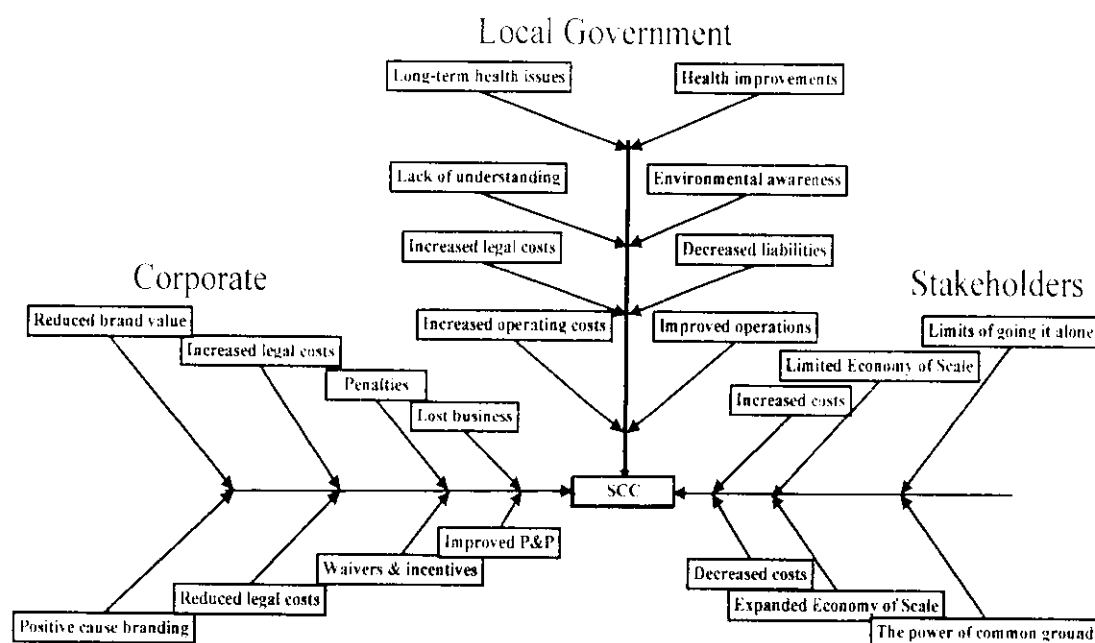 Local Government
Long-term health issues
Health improvements
Lack of understanding
Environmental awareness
Increased legal costs
Decreased liabilities
Corporate
Stakeholders
Reduced brand value
Increased operating costs
Improved operations
Limits of going it alone
Increased legal costs
Limited Economy of Scale
Penalties
Increased costs
Lost business
SCC
Improved P&P
Waivers & incentives
Decreased costs
Reduced legal costs
Expanded Economy of Scale
Positive cause branding
The power of common ground